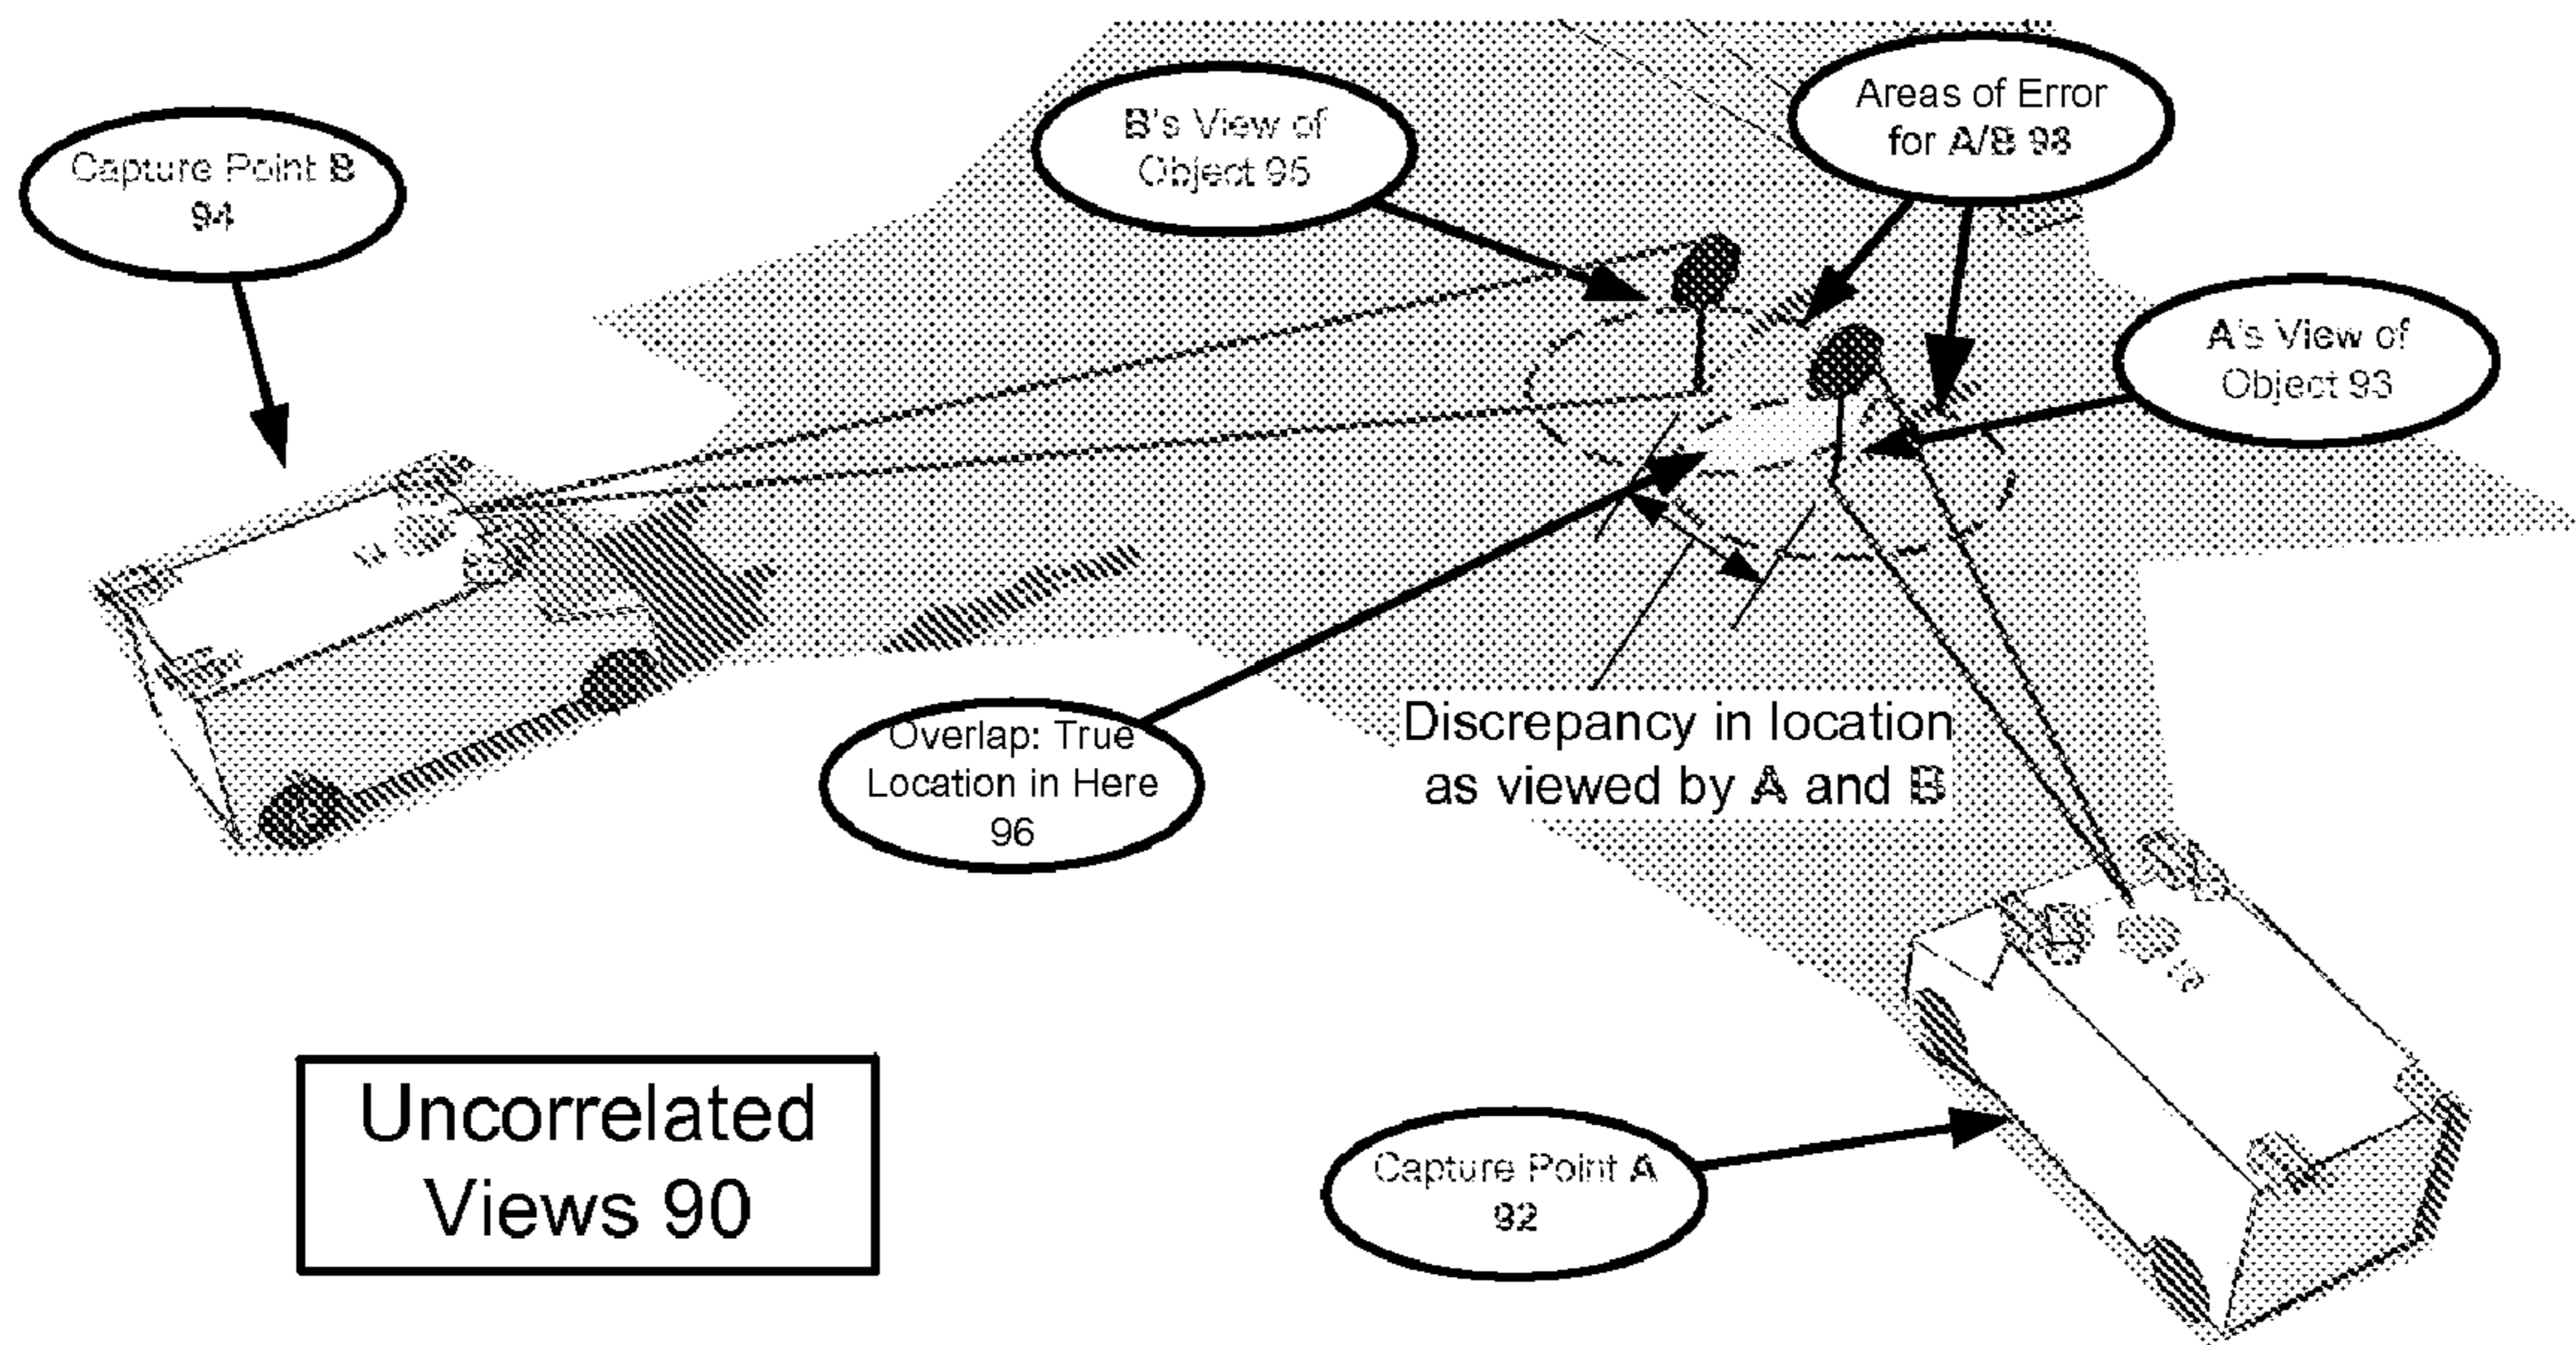 Capture Point B
94
B's View of
Object 95
Areas of Error
for A/B 98
A's View of
Object 93
Overlap: True
Location in Here
96
Discrepancy in location
as viewed by A and B
Uncorrelated
Views 90
Capture Point A
92